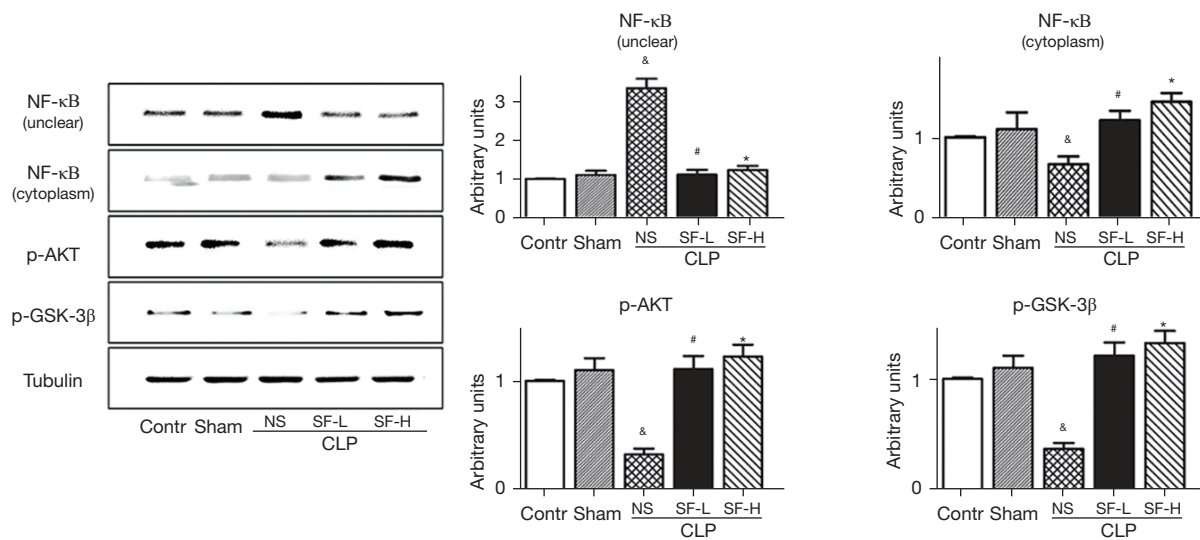 NF-κB
(unclear)
NF-κB
(cytoplasm)
p-AKT
p-GSK-3β
Tubulin
Contr Sham NS SF-L SF-H
CLP
NF-κB
(unclear)
&
#
*
Arbitrary units
3
2
1
0
Contr Sham NS SF-L SF-H
CLP
NF-κB
(cytoplasm)
&
#
*
Arbitrary units
1
0
Contr Sham NS SF-L SF-H
CLP
p-AKT
&
#
*
Arbitrary units
1
0
Contr Sham NS SF-L SF-H
CLP
p-GSK-3β
&
#
*
Arbitrary units
1
0
Contr Sham NS SF-L SF-H
CLP